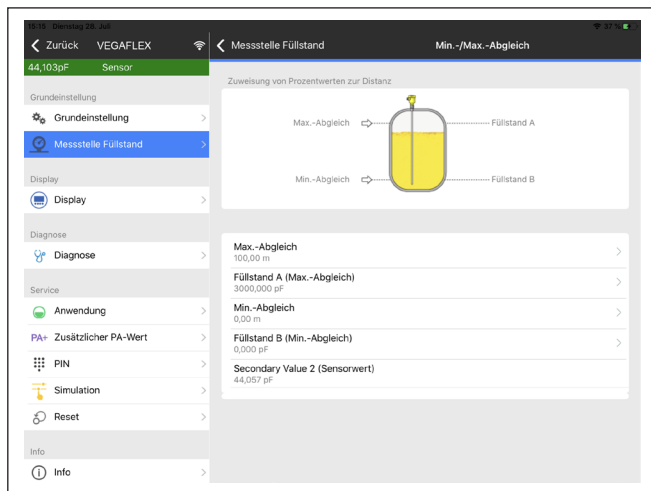 15:15 Dienstag 28. Juli
37 %
Zurück VEGAFLEX
44,103pF Sensor
Grundeinstellung
Grundeinstellung
Messstelle Füllstand
Display
Display
Diagnose
Diagnose
Service
Anwendung
PA+ Zusätzlicher PA-Wert
PIN
Simulation
Reset
Info
Info
Messstelle Füllstand Min.-/Max.-Abgleich
Zuweisung von Prozentwerten zur Distanz
Max.-Abgleich Füllstand A
Min.-Abgleich Füllstand B
Max.-Abgleich
100,00 m
Füllstand A (Max.-Abgleich)
3000,000 pF
Min.-Abgleich
0,00 m
Füllstand B (Min.-Abgleich)
0,000 pF
Secondary Value 2 (Sensorwert)
44,057 pF